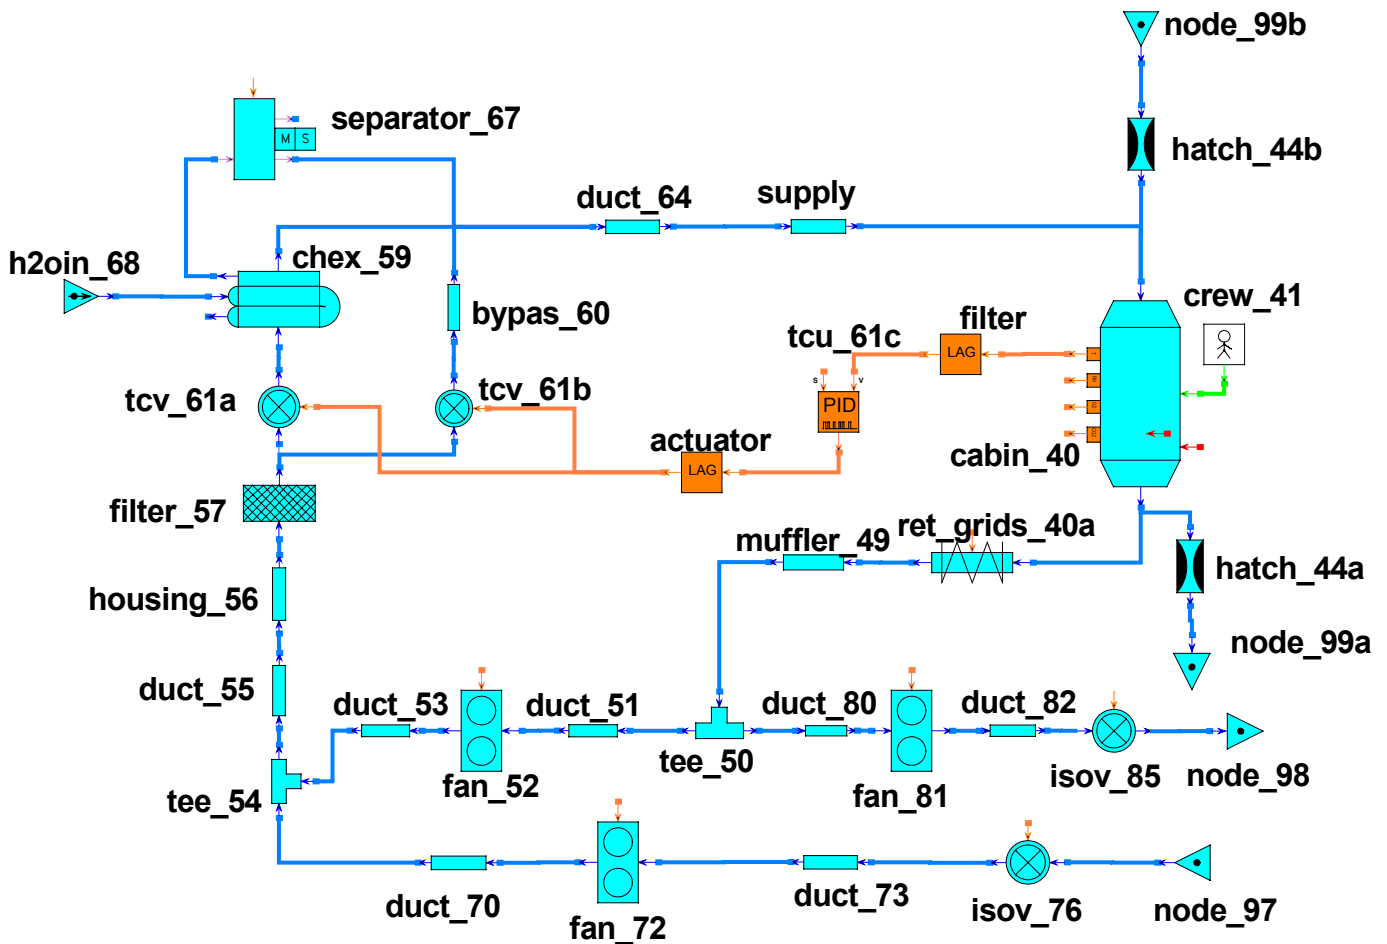 node_99b
separator_67
M S
hatch_44b
duct_64
supply
h2oin_68
chex_59
crew_41
bypas_60
tcu_61c
filter
LAG
s
v
PID
tcv_61a
tcv_61b
actuator
LAG
cabin_40
filter_57
ret_grids_40a
muffler_49
hatch_44a
housing_56
node_99a
duct_55
duct_53
duct_51
duct_80
duct_82
tee_50
fan_52
fan_81
isov_85
node_98
tee_54
duct_70
fan_72
duct_73
isov_76
node_97